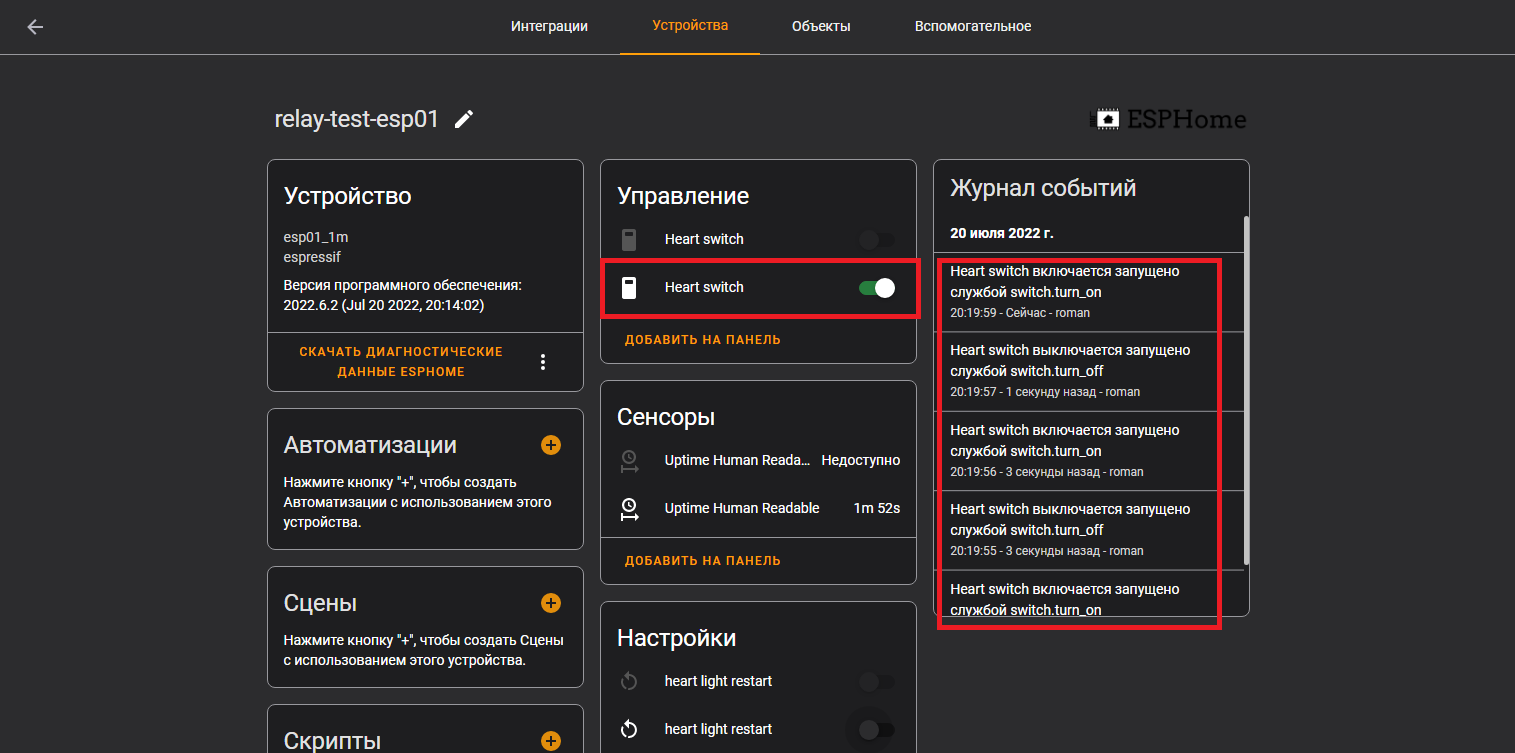 Интеграции
Устройства
Объекты
Вспомогательное
relay-test-esp01
ESPHome
Устройство
esp01_1m
espressif
Версия программного обеспечения:
2022.6.2 (Jul 20 2022, 20:14:02)
СКАЧАТЬ ДИАГНОСТИЧЕСКИЕ
ДАННЫЕ ESPHOME
Автоматизации
Нажмите кнопку "+", чтобы создать
Автоматизации с использованием этого
устройства.
Сцены
Нажмите кнопку "+", чтобы создать Сцены
с использованием этого устройства.
Скрипты
Управление
Heart switch
Heart switch
ДОБАВИТЬ НА ПАНЕЛЬ
Сенсоры
Uptime Human Reada... Недоступно
Uptime Human Readable 1m 52s
ДОБАВИТЬ НА ПАНЕЛЬ
Настройки
heart light restart
heart light restart
Журнал событий
20 июля 2022 г.
Heart switch включается запущено
службой switch.turn_on
20:19:59 - Сейчас - roman
Heart switch выключается запущено
службой switch.turn_off
20:19:57 - 1 секунду назад - roman
Heart switch включается запущено
службой switch.turn_on
20:19:56 - 3 секунды назад - roman
Heart switch выключается запущено
службой switch.turn_off
20:19:55 - 3 секунды назад - roman
Heart switch включается запущено
службой switch.turn_on